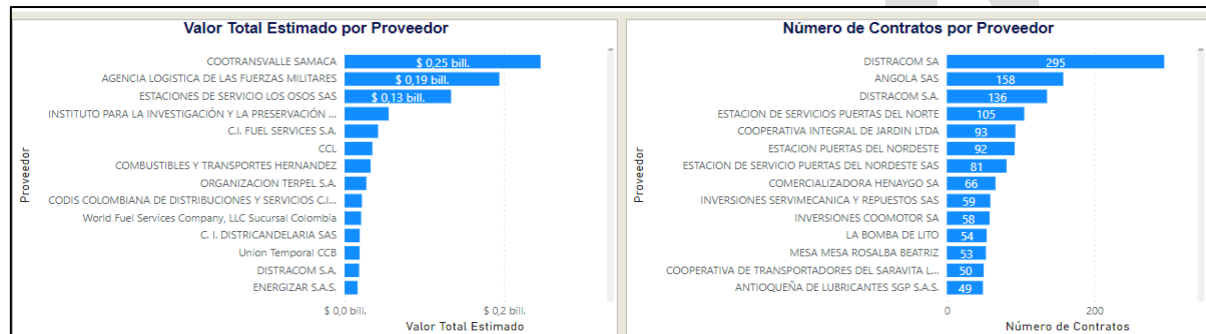 Valor Total Estimado por Proveedor
Proveedor
COOTRANSVALLE SAMACA
$ 0,25 bill.
AGENCIA LOGISTICA DE LAS FUERZAS MILITARES
$ 0,19 bill.
ESTACIONES DE SERVICIO LOS OSOS SAS
$ 0,13 bill.
INSTITUTO PARA LA INVESTIGACIÓN Y LA PRESERVACIÓN ...
C.I. FUEL SERVICES S.A.
CCL
COMBUSTIBLES Y TRANSPORTES HERNANDEZ
ORGANIZACION TERPEL S.A.
CODIS COLOMBIANA DE DISTRIBUCIONES Y SERVICIOS C.I...
World Fuel Services Company, LLC Sucursal Colombia
C. I. DISTRICANDELARIA SAS
Union Temporal CCB
DISTRACOM S.A.
ENERGIZAR S.A.S.
$ 0,0 bill.
$ 0,2 bill.
Valor Total Estimado
Número de Contratos por Proveedor
Proveedor
DISTRACOM SA
295
ANGOLA SAS
158
DISTRACOM S.A.
136
ESTACION DE SERVICIOS PUERTAS DEL NORTE
105
COOPERATIVA INTEGRAL DE JARDIN LTDA
93
ESTACION PUERTAS DEL NORDESTE
92
ESTACION DE SERVICIO PUERTAS DEL NORDESTE SAS
81
COMERCIALIZADORA HENAYGO SA
66
INVERSIONES SERVIMECANICA Y REPUESTOS SAS
59
INVERSIONES COOMOTOR SA
58
LA BOMBA DE LITO
54
MESA MESA ROSALBA BEATRIZ
53
COOPERATIVA DE TRANSPORTADORES DEL SARAVITA L...
50
ANTIOQUEÑA DE LUBRICANTES SGP S.A.S.
49
0
200
Número de Contratos